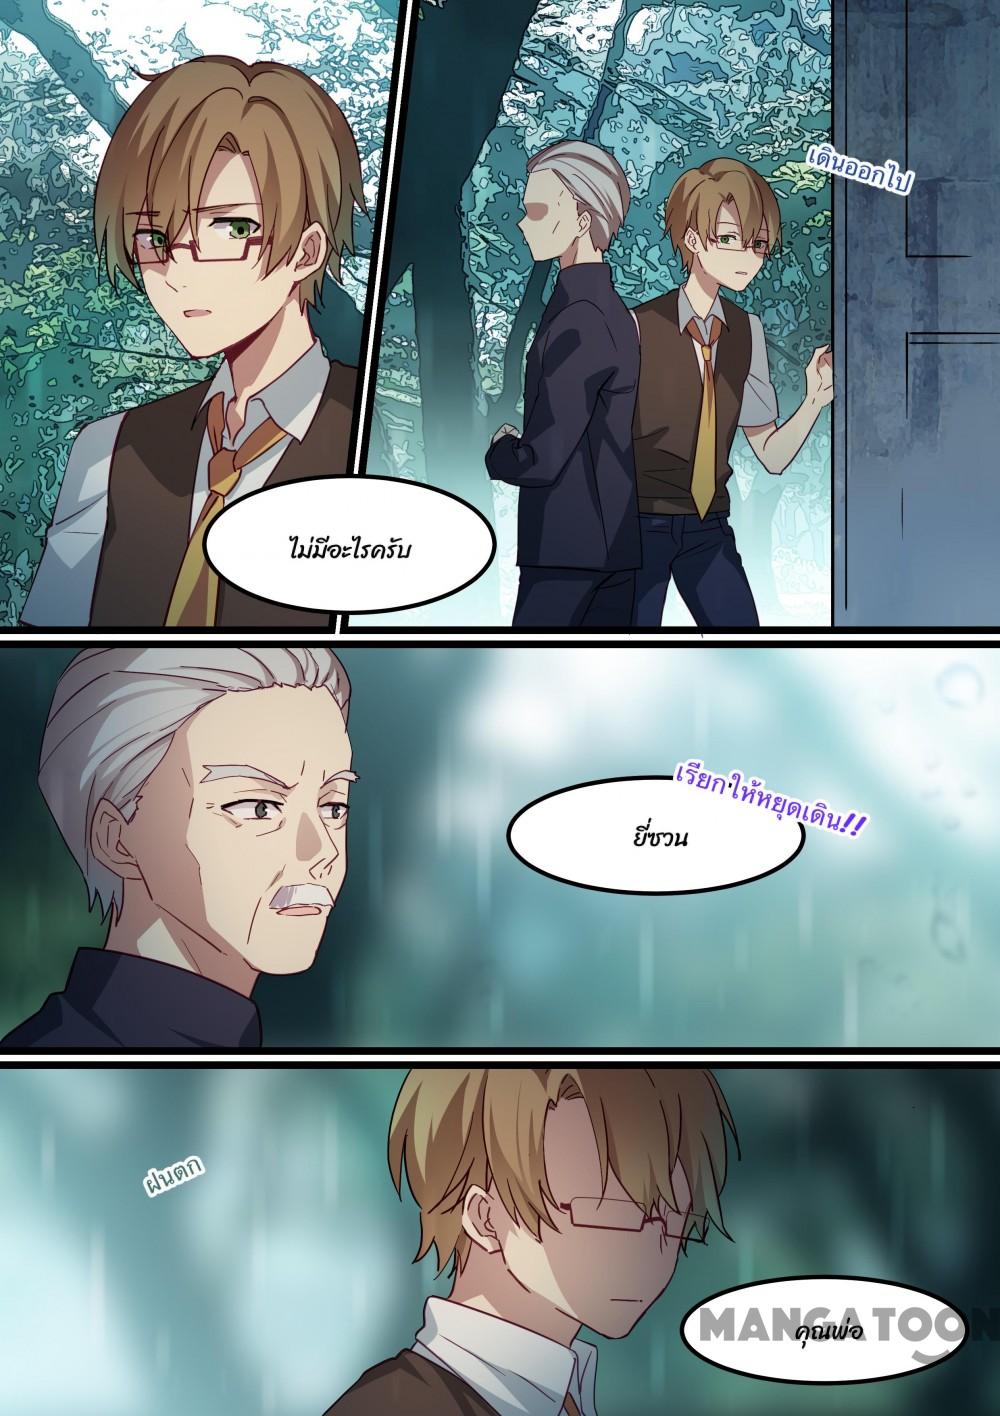 เดินออกไป
ไม่มีอะไรครับ
เรียกให้หยุดเดิน!!
ยี่ซวน
ฝนตก
คุณพ่อ
MANGATOON